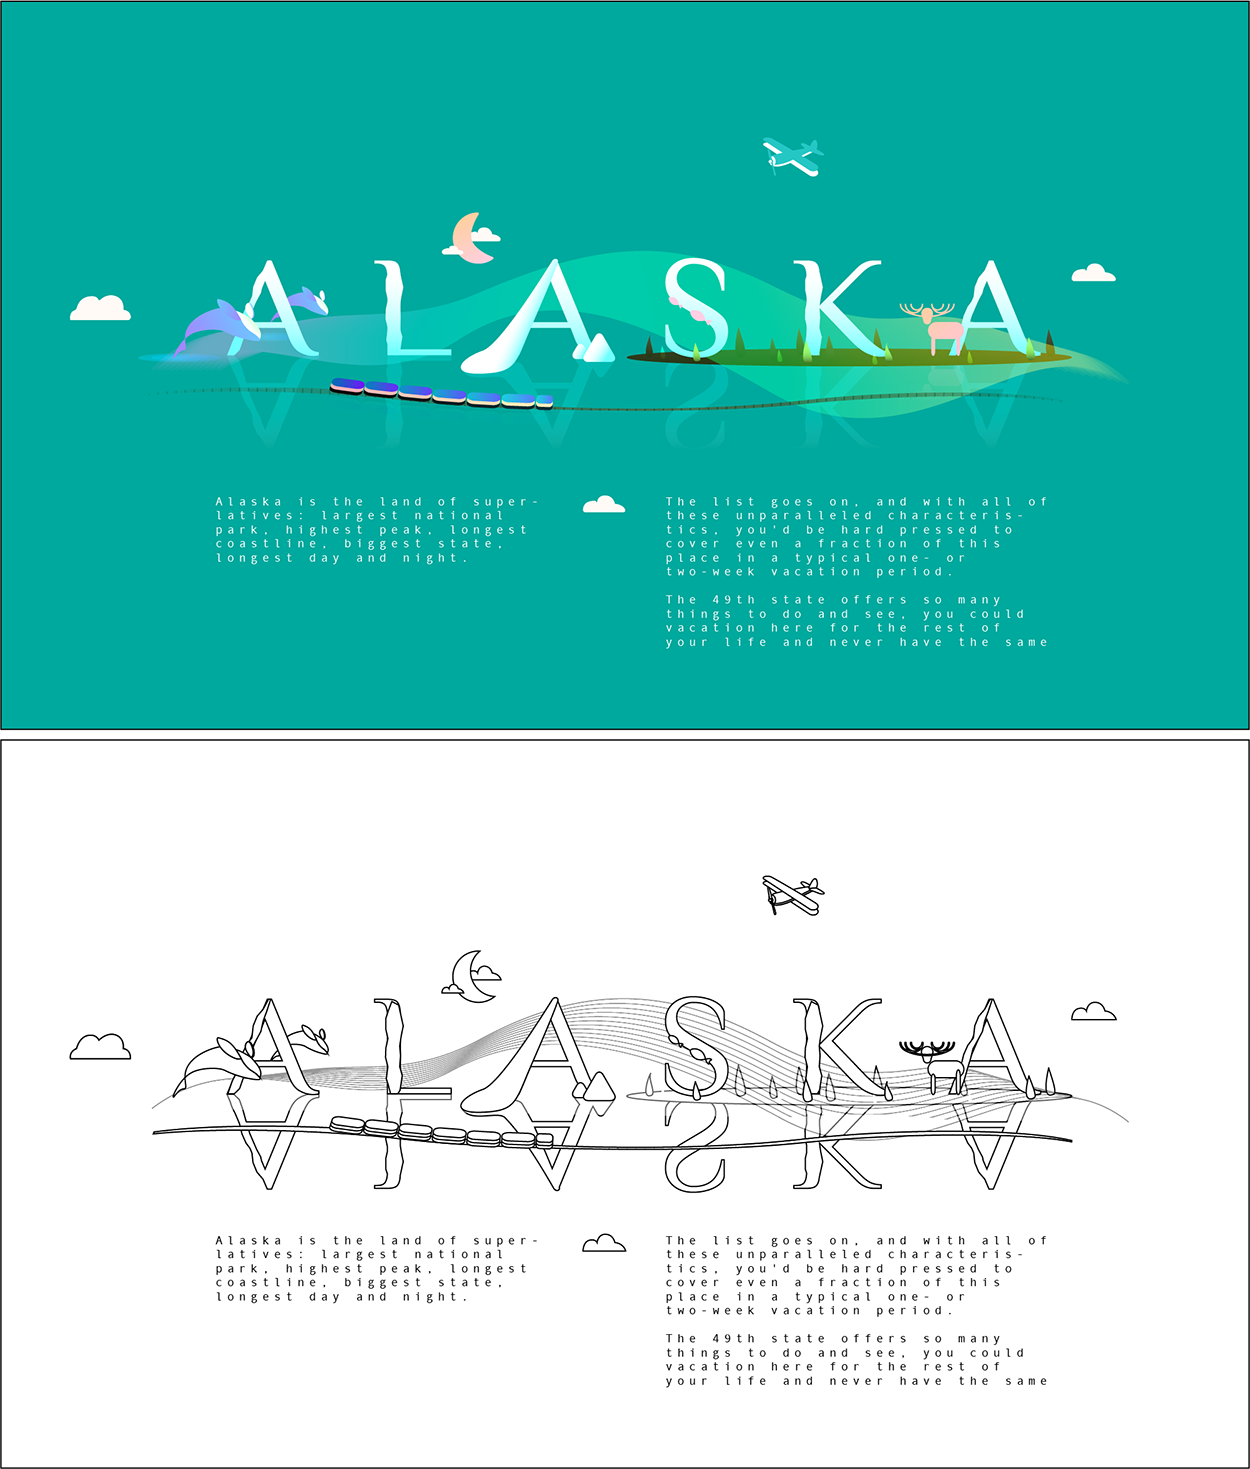 ALASKA
Alaska is the land of super-
latives: largest national
park, highest peak, longest
coastline, biggest state,
longest day and night.
The list goes on, and with all of
these unparalleled characteris-
tics, you'd be hard pressed to
cover even a fraction of this
place in a typical one- or
two-week vacation period.
The 49th state offers so many
things to do and see, you could
vacation here for the rest of
your life and never have the same
ALASKA
Alaska is the land of super-
latives: largest national
park, highest peak, longest
coastline, biggest state,
longest day and night.
The list goes on, and with all of
these unparalleled characteris-
tics, you'd be hard pressed to
cover even a fraction of this
place in a typical one- or
two-week vacation period.
The 49th state offers so many
things to do and see, you could
vacation here for the rest of
your life and never have the same